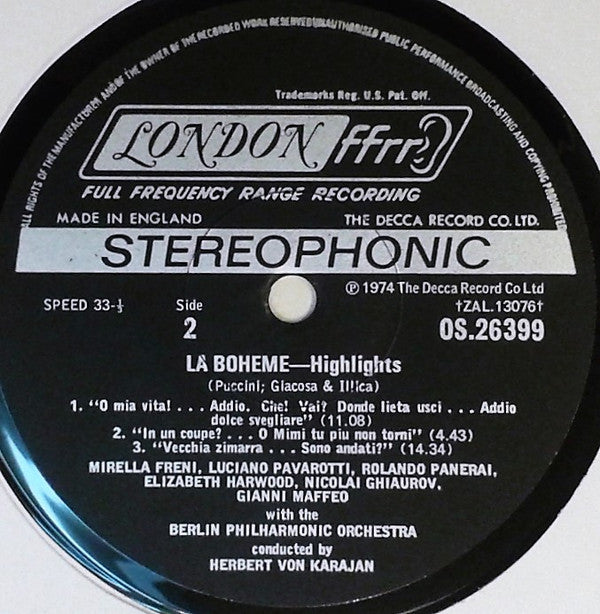 ALL RIGHTS OF THE MANUFACTURER AND OF THE OWNER OF THE RECORDED WORK RESERVED UNAUTHORISED PUBLIC PERFORMANCE BROADCASTING AND COPYING PROHIBITED
Trademarks Reg. U.S. Pat. Off.
LONDON ffrr
FULL FREQUENCY RANGE RECORDING
MADE IN ENGLAND THE DECCA RECORD CO. LTD.
STEREOPHONIC
℗ 1974 The Decca Record Co Ltd
SPEED 33-⅓ Side †ZAL.13076†
2 OS.26399
LA BOHEME—Highlights
(Puccini; Giacosa & Illica)
1. "O mia vita! . . . Addio. Che! Vai? Donde lieta usci . . . Addio
dolce svegliare" (11.08)
2. "In un coupe? . . . O Mimi tu piu non torni" (4.43)
3. "Vecchia zimarra . . . Sono andati?" (14.34)
MIRELLA FRENI, LUCIANO PAVAROTTI, ROLANDO PANERAI,
ELIZABETH HARWOOD, NICOLAI GHIAUROV,
GIANNI MAFFEO
with the
BERLIN PHILHARMONIC ORCHESTRA
conducted by
HERBERT VON KARAJAN